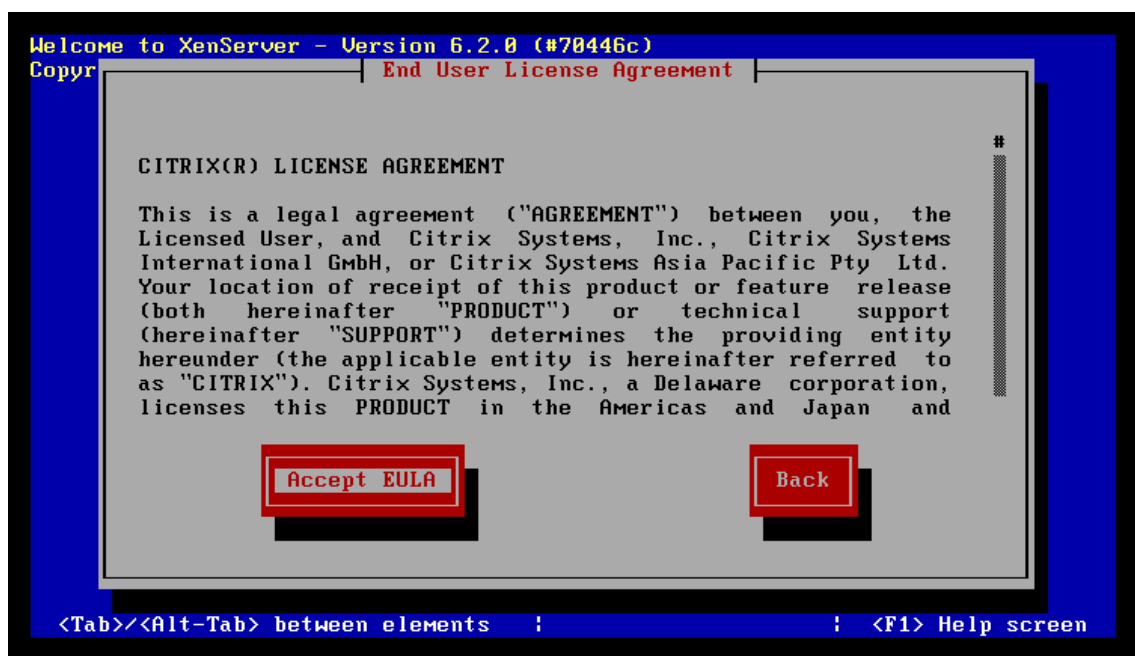 Welcome to XenServer - Version 6.2.0 (#70446c)
Copyr
End User License Agreement
#
CITRIX(R) LICENSE AGREEMENT
This is a legal agreement ("AGREEMENT") between you, the
Licensed User, and Citrix Systems, Inc., Citrix Systems
International GmbH, or Citrix Systems Asia Pacific Pty Ltd.
Your location of receipt of this product or feature release
(both hereinafter "PRODUCT") or technical support
(hereinafter "SUPPORT") determines the providing entity
hereunder (the applicable entity is hereinafter referred to
as "CITRIX"). Citrix Systems, Inc., a Delaware corporation,
licenses this PRODUCT in the Americas and Japan and
Accept EULA
Back
<Tab>/<Alt-Tab> between elements | | <F1> Help screen